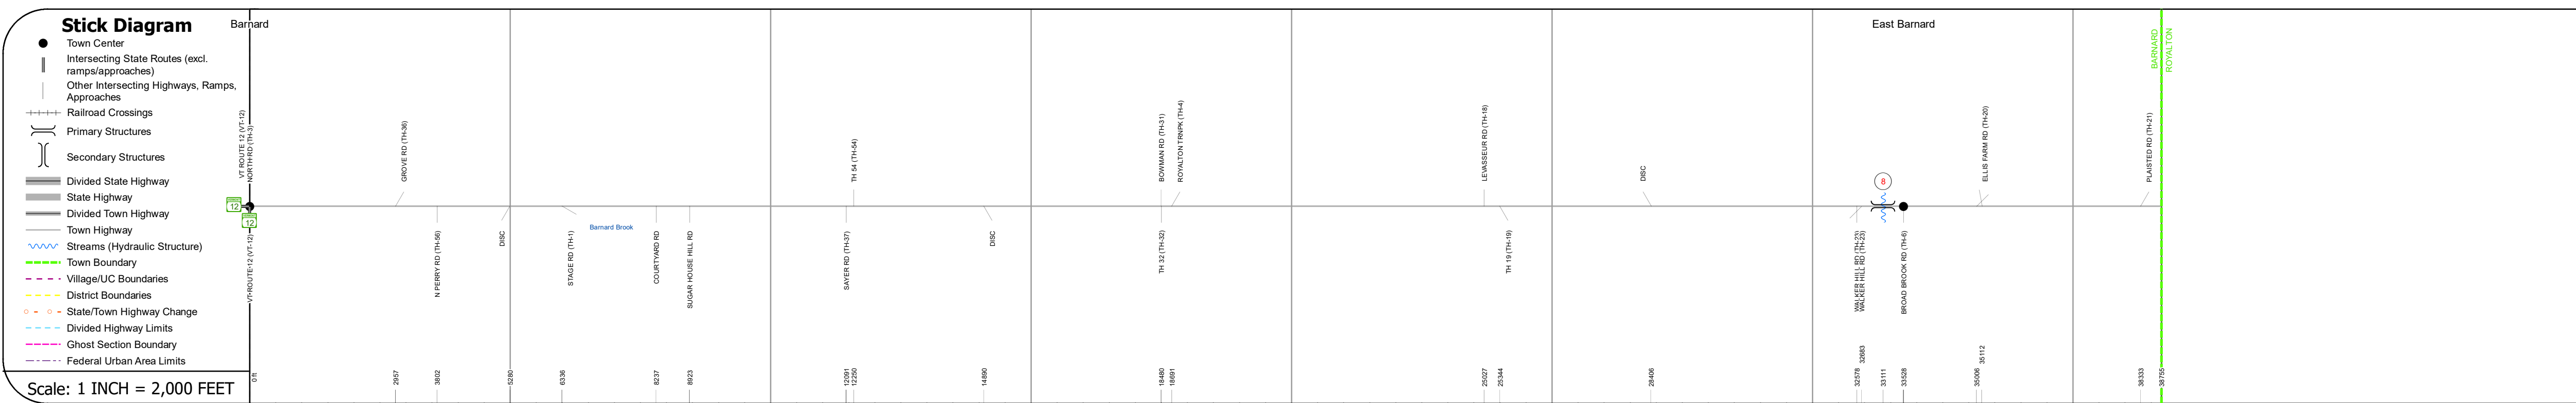 Stick Diagram
Town Center
Intersecting State Routes (excl.
ramps/approaches)
Other Intersecting Highways, Ramps,
Approaches
Railroad Crossings
Primary Structures
Secondary Structures
Divided State Highway
State Highway
Divided Town Highway
Town Highway
Streams (Hydraulic Structure)
Town Boundary
Village/UC Boundaries
District Boundaries
State/Town Highway Change
Divided Highway Limits
Ghost Section Boundary
Federal Urban Area Limits
Scale: 1 INCH = 2,000 FEET
Barnard
East Barnard
BARNARD
ROYALTON
VT ROUTE 12 (VT-12)
NORTH RD (TH-3)
GROVE RD (TH-36)
TH 54 (TH-54)
BOWMAN RD (TH-31)
ROYALTON TRNPK (TH-4)
LEVASSEUR RD (TH-18)
DISC
8
ELLIS FARM RD (TH-20)
PLAISTED RD (TH-21)
12
12
VT-ROUTE-12 (VT-12)
N PERRY RD (TH-56)
DISC
STAGE RD (TH-1)
Barnard Brook
COURTYARD RD
SUGAR HOUSE HILL RD
SAYER RD (TH-37)
DISC
TH 32 (TH-32)
TH 19 (TH-19)
WALKER HILL RD (TH-23)
WALKER HILL RD (TH-23)
BROAD BROOK RD (TH-6)
0 ft
2957
3802
5280
6336
8237
8923
12091
12250
14890
18480
18691
25027
25344
28406
32578
32683
33111
33528
35006
35112
38333
38755